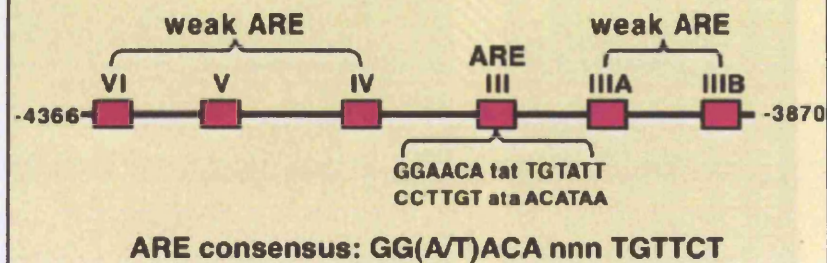 weak ARE weak ARE
ARE
VI V IV III IIIA IIIB
-4366 -3870
GGAACA tat TGTATT
CCTTGT ata ACATAA
ARE consensus: GG(A/T)ACA nnn TGTTCT